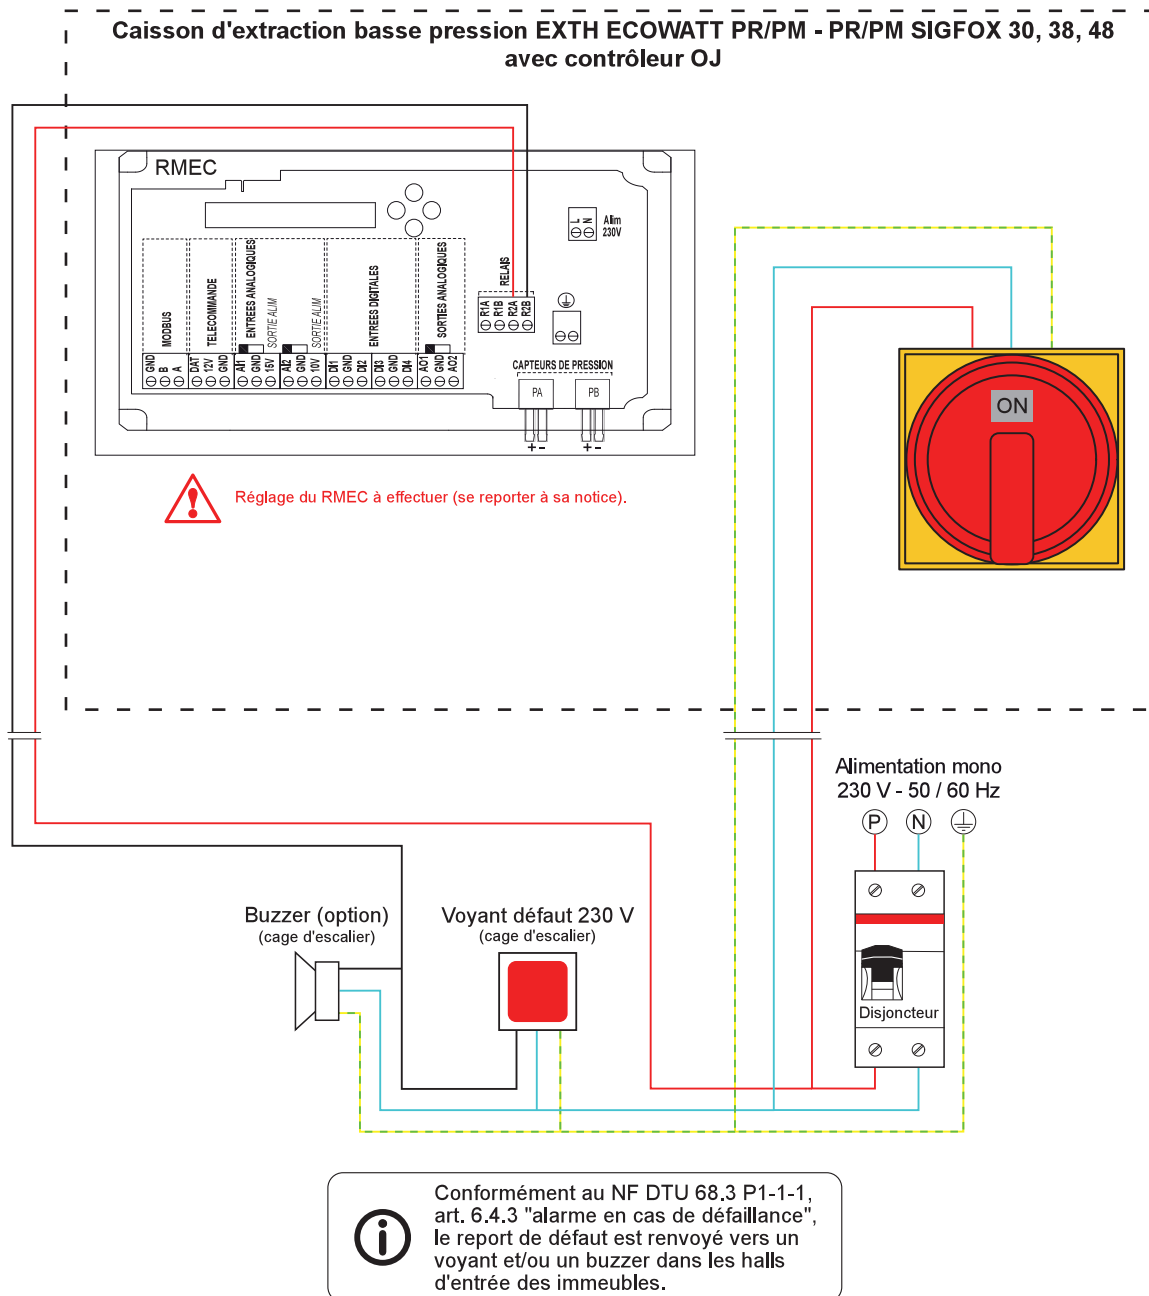 Caisson d'extraction basse pression EXTH ECOWATT PR/PM - PR/PM SIGFOX 30, 38, 48
avec contrôleur OJ
RMEC
L
N
Alim
230V
MODBUS
TELECOMMANDE
ENTREES ANALOGIQUES
SORTIE ALIM
SORTIE ALIM
ENTREES DIGITALES
SORTIES ANALOGIQUES
RELAIS
R1A
R1B
R2A
R2B
GND
B
A
DAT
12V
GND
AI1
GND
15V
AI2
GND
10V
DI1
GND
DI2
DI3
GND
DI4
AO1
GND
AO2
CAPTEURS DE PRESSION
PA
PB
+ -
+ -
ON
Réglage du RMEC à effectuer (se reporter à sa notice).
Alimentation mono
230 V - 50 / 60 Hz
P
N
Disjoncteur
Buzzer (option)
(cage d'escalier)
Voyant défaut 230 V
(cage d'escalier)
Conformément au NF DTU 68.3 P1-1-1,
art. 6.4.3 "alarme en cas de défaillance",
le report de défaut est renvoyé vers un
voyant et/ou un buzzer dans les halls
d'entrée des immeubles.